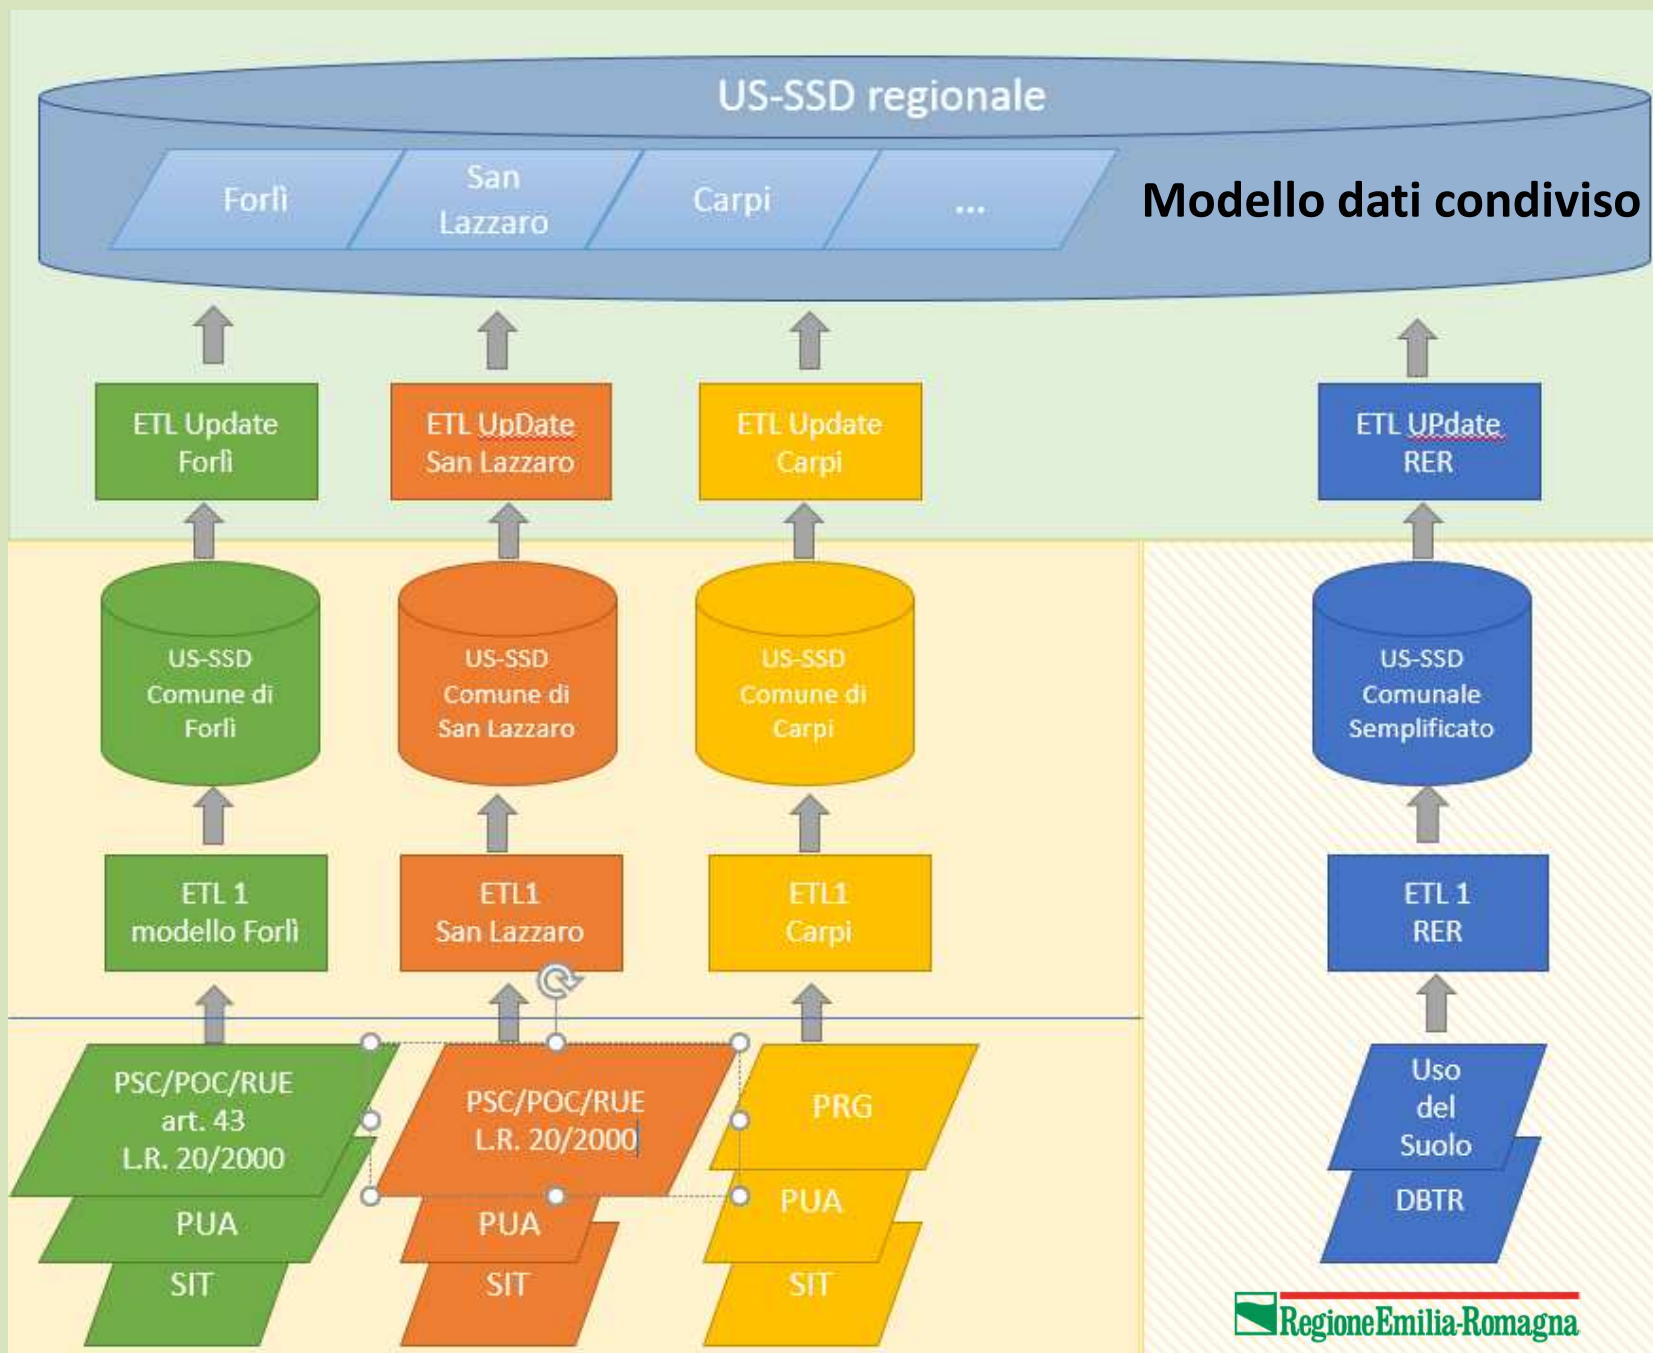 US-SSD regionale
Forlì
San
Lazzaro
Carpi
...
Modello dati condiviso
ETL Update
Forlì
ETL UpDate
San Lazzaro
ETL Update
Carpi
ETL UPdate
RER
US-SSD
Comune di
Forlì
US-SSD
Comune di
San Lazzaro
US-SSD
Comune di
Carpi
US-SSD
Comunale
Semplificato
ETL 1
modello Forlì
ETL1
San Lazzaro
ETL1
Carpi
ETL 1
RER
PSC/POC/RUE
art. 43
L.R. 20/2000
PUA
SIT
PSC/POC/RUE
L.R. 20/2000
PUA
SIT
PRG
PUA
SIT
Uso
del
Suolo
DBTR
RegioneEmilia-Romagna